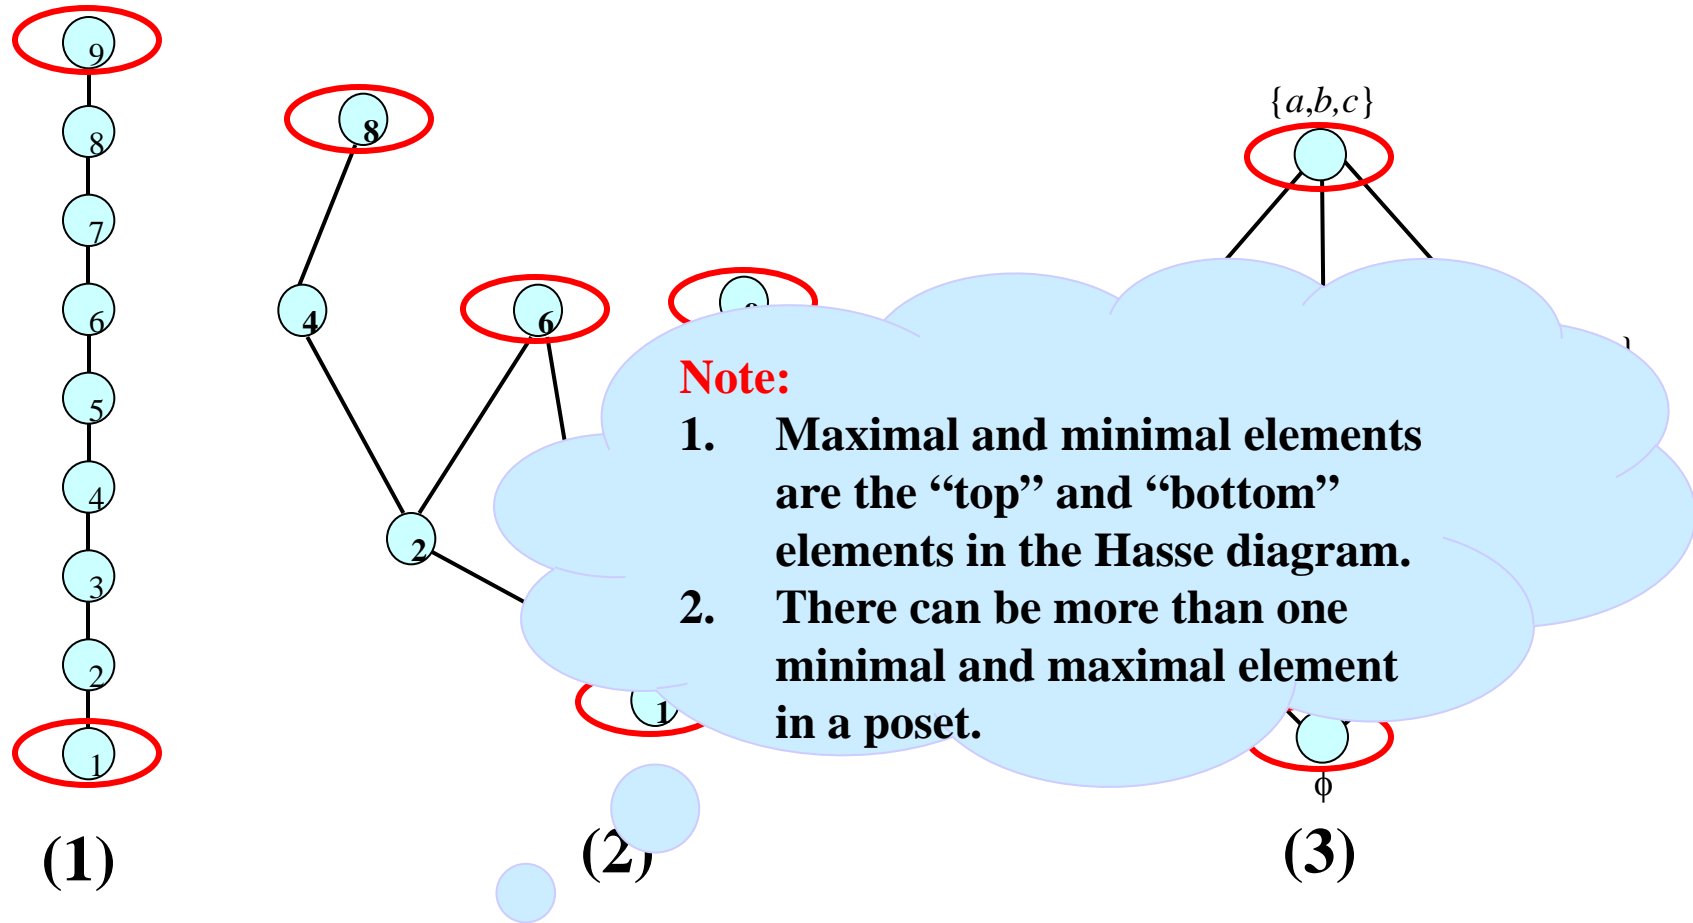 9
8
7
6
5
4
3
2
1
(1)
8
4
6
2
1
(2)
{a,b,c}
ϕ
(3)
Note:
1. Maximal and minimal elements
are the “top” and “bottom”
elements in the Hasse diagram.
2. There can be more than one
minimal and maximal element
in a poset.